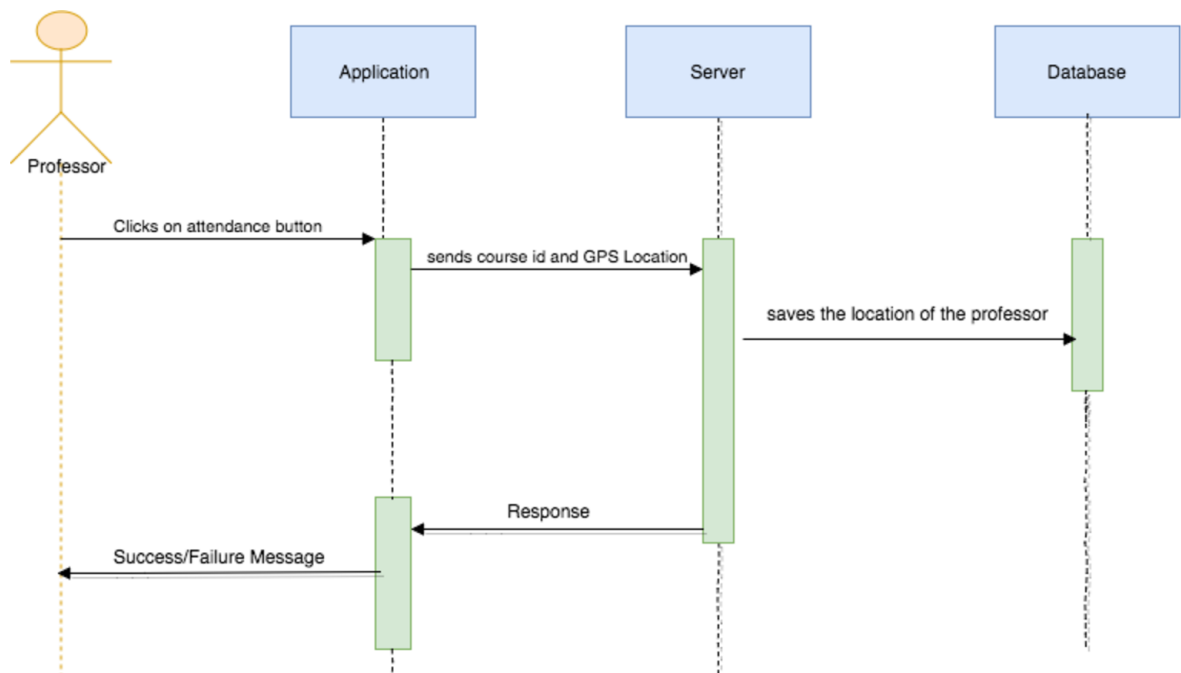 Application
Server
Database
Professor
Clicks on attendance button
sends course id and GPS Location
saves the location of the professor
Response
Success/Failure Message